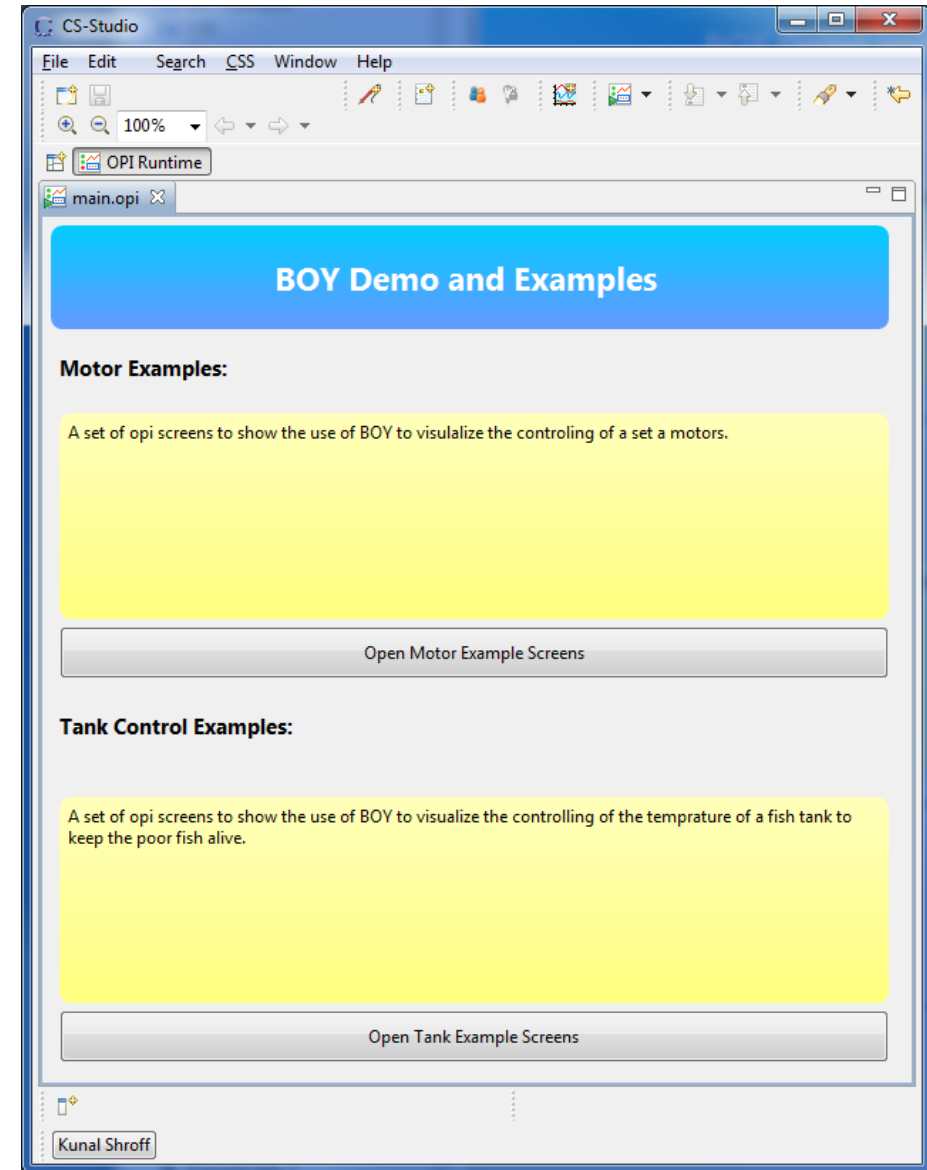 CS-Studio
File Edit Search CSS Window Help
100%
OPI Runtime
main.opi
BOY Demo and Examples
Motor Examples:
A set of opi screens to show the use of BOY to visulalize the controling of a set a motors.
Open Motor Example Screens
Tank Control Examples:
A set of opi screens to show the use of BOY to visualize the controlling of the temprature of a fish tank to
keep the poor fish alive.
Open Tank Example Screens
Kunal Shroff